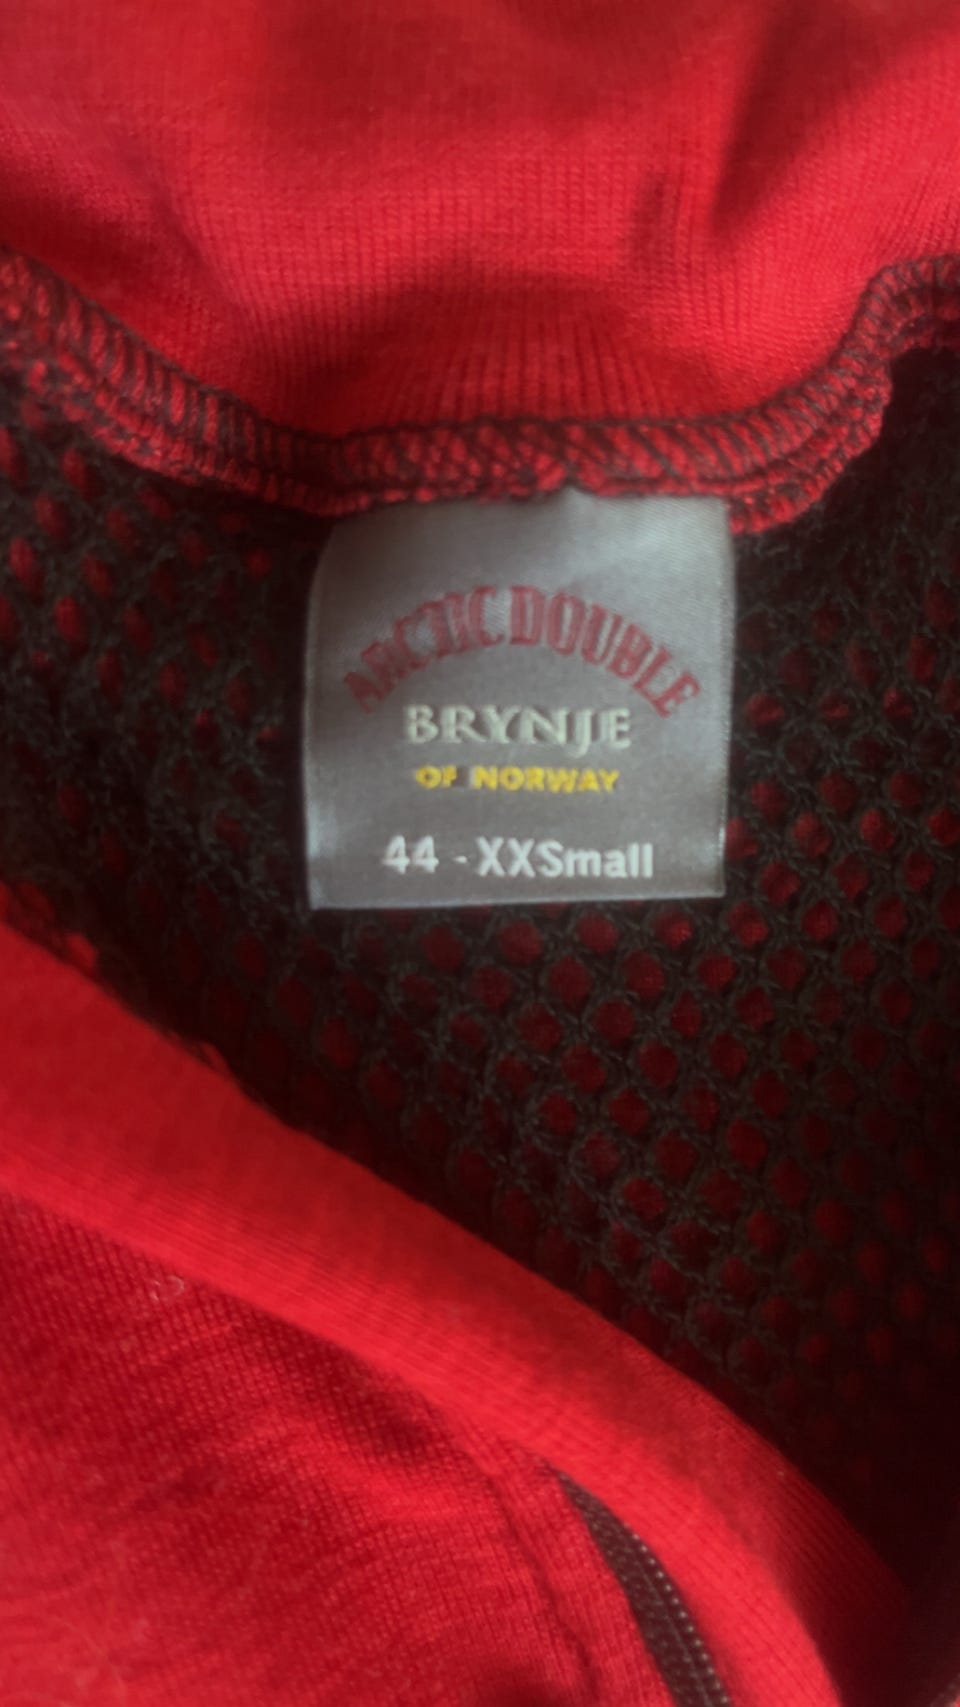 ARCTIC DOUBLE
BRYNJE
OF NORWAY
44 - XXSmall